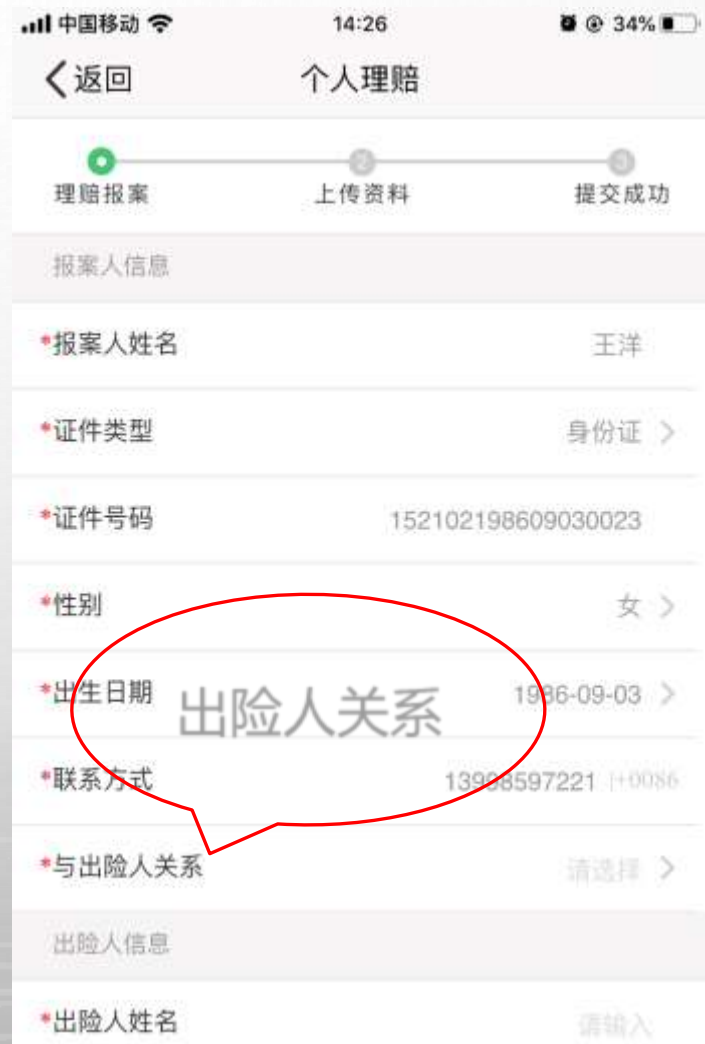 中国移动 14:26 34%
返回 个人理赔
2 3
理赔报案 上传资料 提交成功
报案人信息
*报案人姓名 王洋
*证件类型 身份证
*证件号码 152102198609030023
*性别 女
*出生日期 1986-09-03
出险人关系
*联系方式 13998597221 +0086
*与出险人关系 请选择
出险人信息
*出险人姓名 请输入